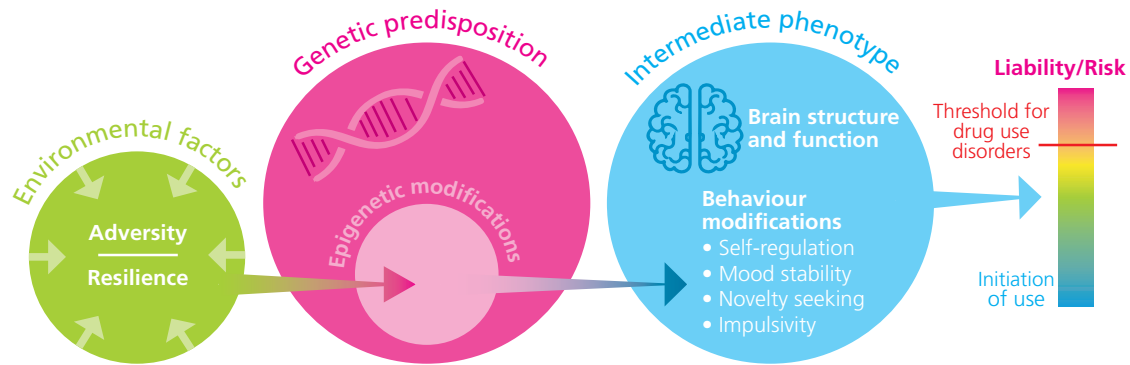 Environmental factors
Adversity
Resilience
Genetic predisposition
Epigenetic modifications
Intermediate phenotype
Brain structure
and function
Behaviour
modifications
• Self-regulation
• Mood stability
• Novelty seeking
• Impulsivity
Liability/Risk
Threshold for
drug use
disorders
Initiation
of use